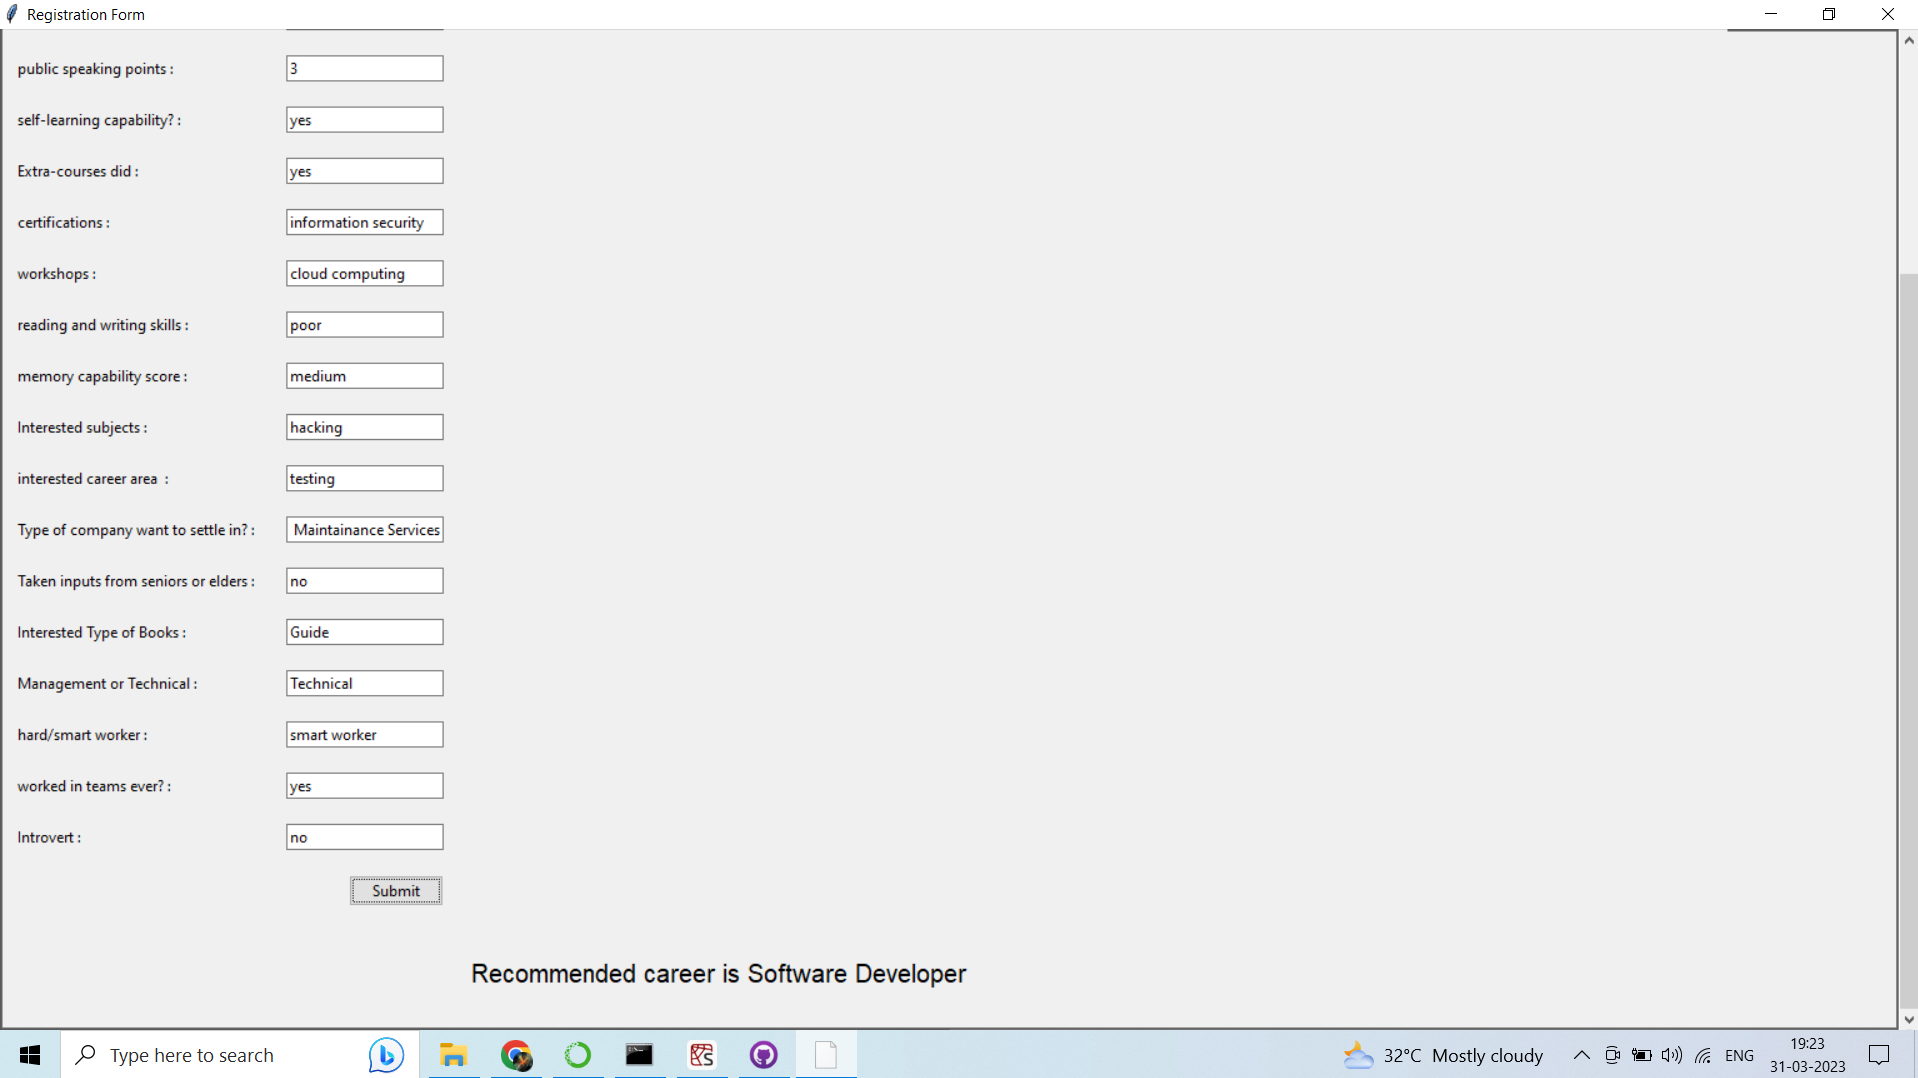 Registration Form
public speaking points : 3
self-learning capability? : yes
Extra-courses did : yes
certifications : information security
workshops : cloud computing
reading and writing skills : poor
memory capability score : medium
Interested subjects : hacking
interested career area : testing
Type of company want to settle in? : Maintainance Services
Taken inputs from seniors or elders : no
Interested Type of Books : Guide
Management or Technical : Technical
hard/smart worker : smart worker
worked in teams ever? : yes
Introvert : no
Submit
Recommended career is Software Developer
Type here to search
32°C Mostly cloudy
ENG
19:23
31-03-2023